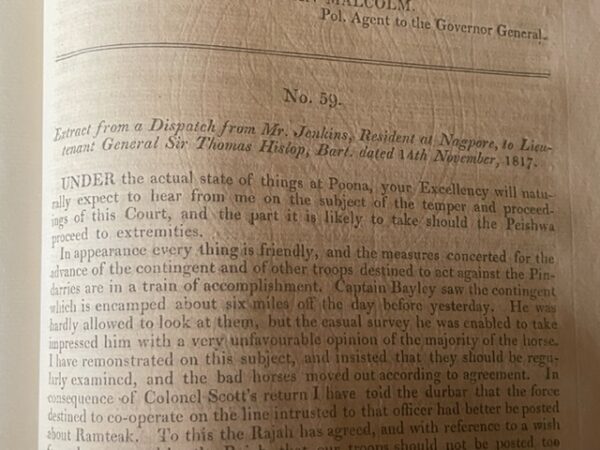 MALCOLM.
Pol. Agent to the Governor General.
No. 59.
Extract from a Dispatch from Mr. Jenkins, Resident at Nagpore, to Lieu-
tenant General Sir Thomas Hislop, Bart. dated 14th November, 1817.
UNDER the actual state of things at Poona, your Excellency will natu-
rally expect to hear from me on the subject of the temper and proceed-
ings of this Court, and the part it is likely to take should the Peishwa
proceed to extremities.
In appearance every thing is friendly, and the measures concerted for the
advance of the contingent and of other troops destined to act against the Pin-
darries are in a train of accomplishment. Captain Bayley saw the contingent
which is encamped about six miles off the day before yesterday. He was
hardly allowed to look at them, but the casual survey he was enabled to take
impressed him with a very unfavourable opinion of the majority of the horse.
I have remonstrated on this subject, and insisted that they should be regu-
larly examined, and the bad horses moved out according to agreement. In
consequence of Colonel Scott's return I have told the durbar that the force
destined to co-operate on the line intrusted to that officer had better be posted
about Ramteak. To this the Rajah has agreed, and with reference to a wish
the Rajah that our troops should not be posted too